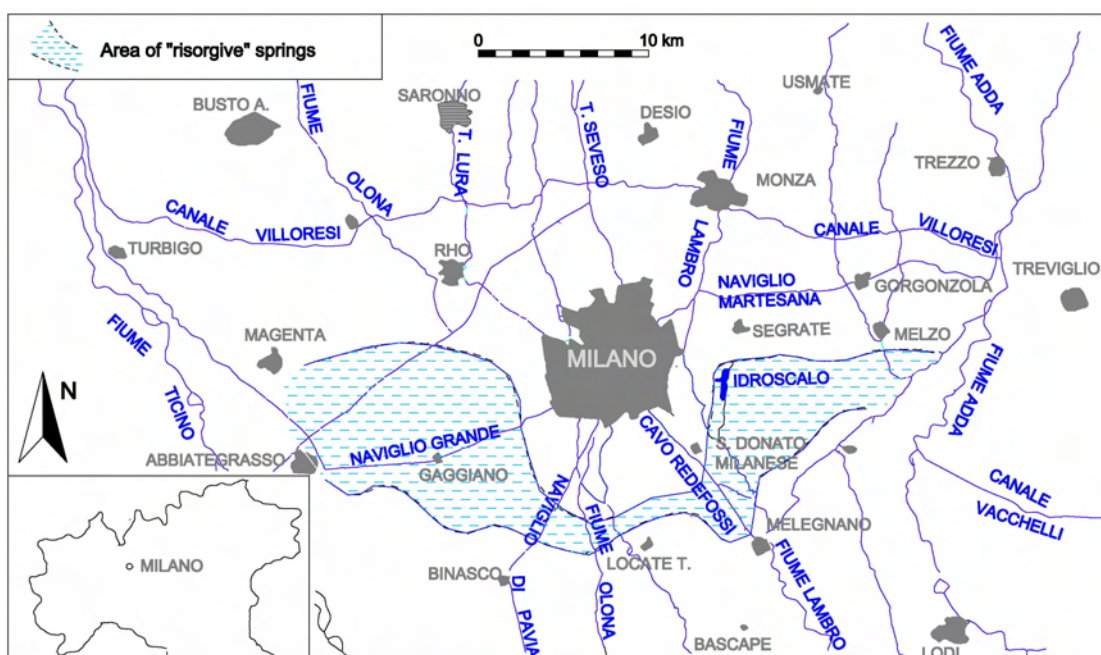 Area of "risorgive" springs
0 10 km
BUSTO A.
SARONNO
DESIO
USMATE
FIUME ADDA
FIUME
OLONA
T. LURA
T. SEVESO
FIUME
LAMBRO
MONZA
TREZZO
CANALE
VILLORESI
CANALE
VILLORESI
TURBIGO
RHO
NAVIGLIO
MARTESANA
GORGONZOLA
TREVIGLIO
MAGENTA
MILANO
SEGRATE
MELZO
FIUME
TICINO
N
IDROSCALO
FIUME ADDA
ABBIATEGRASSO
NAVIGLIO GRANDE
GAGGIANO
CAVO REDEFOSSI
S. DONATO
MILANESE
NAVIGLIO
DI PAVIA
FIUME
OLONA
MELEGNANO
CANALE
VACCHELLI
MILANO
BINASCO
LOCATE T.
FIUME LAMBRO
BASCAPE
LODI